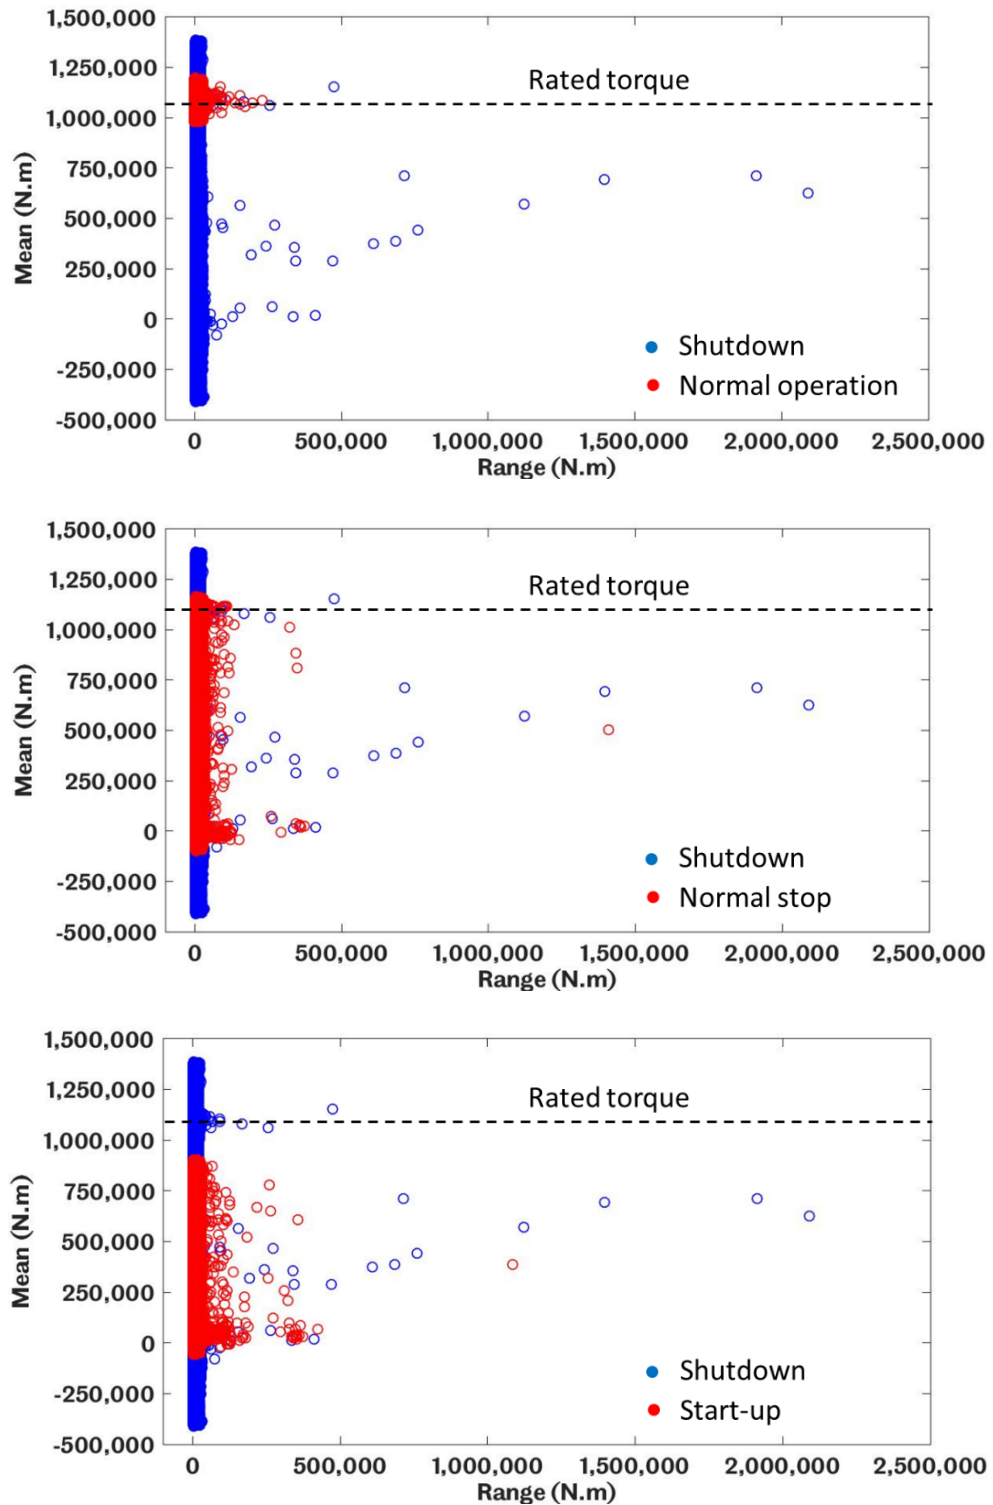 1,500,000
1,250,000
Rated torque
1,000,000
750,000
Mean (N.m)
500,000
250,000
0
Shutdown
-250,000
Normal operation
-500,000
0 500,000 1,000,000 1,500,000 2,000,000 2,500,000
Range (N.m)
1,500,000
1,250,000
Rated torque
1,000,000
750,000
Mean (N.m)
500,000
250,000
0
Shutdown
-250,000
Normal stop
-500,000
0 500,000 1,000,000 1,500,000 2,000,000 2,500,000
Range (N.m)
1,500,000
1,250,000
Rated torque
1,000,000
750,000
Mean (N.m)
500,000
250,000
0
Shutdown
-250,000
Start-up
-500,000
0 500,000 1,000,000 1,500,000 2,000,000 2,500,000
Range (N.m)